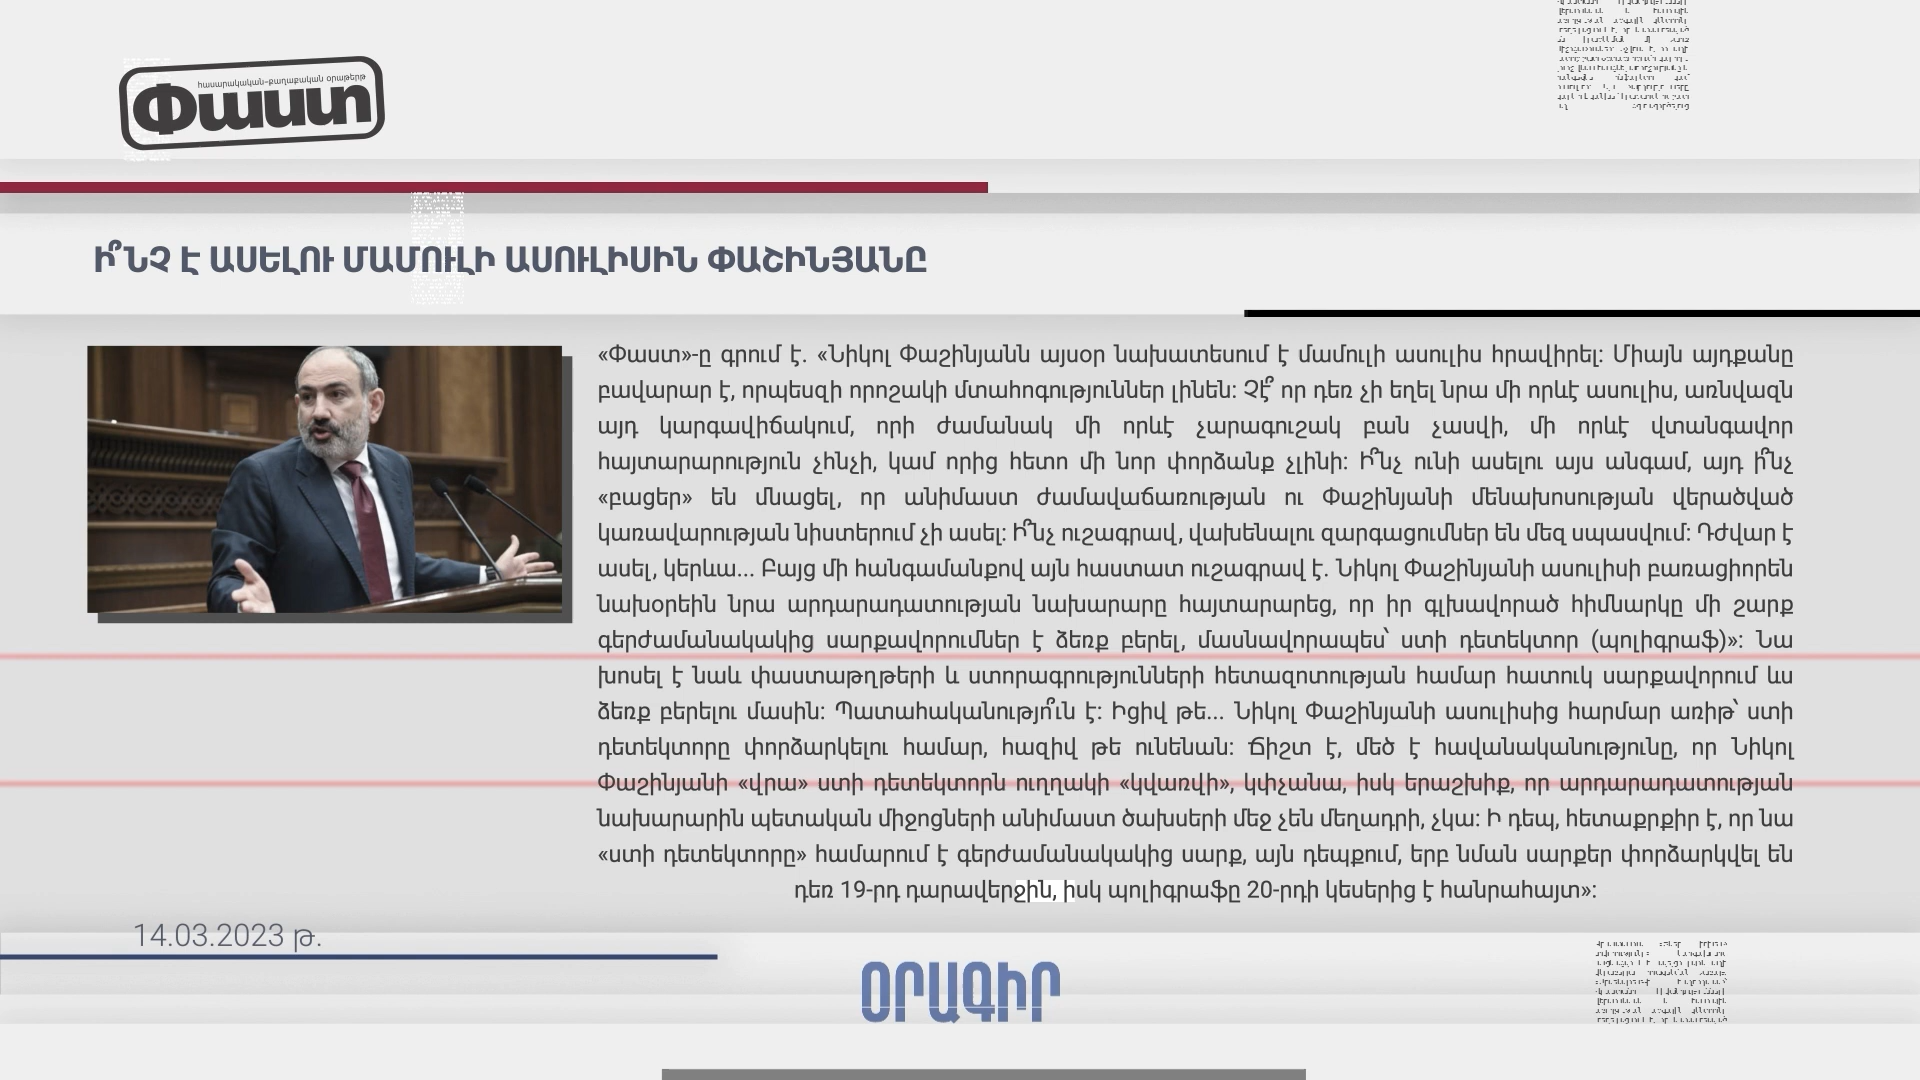 հասարակական-քաղաքական օրաթերթ
Փաստ
Ի՞ՆՉ Է ԱՍԵԼՈՒ ՄԱՄՈՒԼԻ ԱՍՈՒԼԻՍԻՆ ՓԱՇԻՆՅԱՆԸ
«Փաստ»-ը գրում է. «Նիկոլ Փաշինյանն այսօր նախատեսում է մամուլի ասուլիս հրավիրել: Միայն այդքանը
բավարար է, որպեսզի որոշակի մտահոգություններ լինեն: Չէ՞ որ դեռ չի եղել նրա մի որևէ ասուլիս, առնվազն
այդ կարգավիճակում, որի ժամանակ մի որևէ չարագուշակ բան չասվի, մի որևէ վտանգավոր
հայտարարություն չհնչի, կամ որից հետո մի նոր փորձանք չլինի: Ի՞նչ ունի ասելու այս անգամ, այդ ի՞նչ
«բացեր» են մնացել, որ անիմաստ ժամավաճառության ու Փաշինյանի մենախոսության վերածված
կառավարության նիստերում չի ասել: Ի՞նչ ուշագրավ, վախենալու զարգացումներ են մեզ սպասվում: Դժվար է
ասել, կերևա... Բայց մի հանգամանքով այն հաստատ ուշագրավ է. Նիկոլ Փաշինյանի ասուլիսի բառացիորեն
նախօրեին նրա արդարադատության նախարարը հայտարարեց, որ իր գլխավորած հիմնարկը մի շարք
գերժամանակակից սարքավորումներ է ձեռք բերել, մասնավորապես՝ ստի դետեկտոր (պոլիգրաֆ)»: Նա
խոսել է նաև փաստաթղթերի և ստորագրությունների հետազոտության համար հատուկ սարքավորում ևս
ձեռք բերելու մասին: Պատահականությո՞ւն է: Իցիվ թե... Նիկոլ Փաշինյանի ասուլիսից հարմար առիթ՝ ստի
դետեկտորը փորձարկելու համար, հազիվ թե ունենան: Ճիշտ է, մեծ է հավանականությունը, որ Նիկոլ
Փաշինյանի «վրա» ստի դետեկտորն ուղղակի «կվառվի», կփչանա, իսկ երաշխիք, որ արդարադատության
նախարարին պետական միջոցների անիմաստ ծախսերի մեջ չեն մեղադրի, չկա: Ի դեպ, հետաքրքիր է, որ նա
«ստի դետեկտորը» համարում է գերժամանակակից սարք, այն դեպքում, երբ նման սարքեր փորձարկվել են
դեռ 19-րդ դարավերջին, իսկ պոլիգրաֆը 20-րդի կեսերից է հանրահայտ»:
14.03.2023 թ.
ՕՐԱԳԻՐ